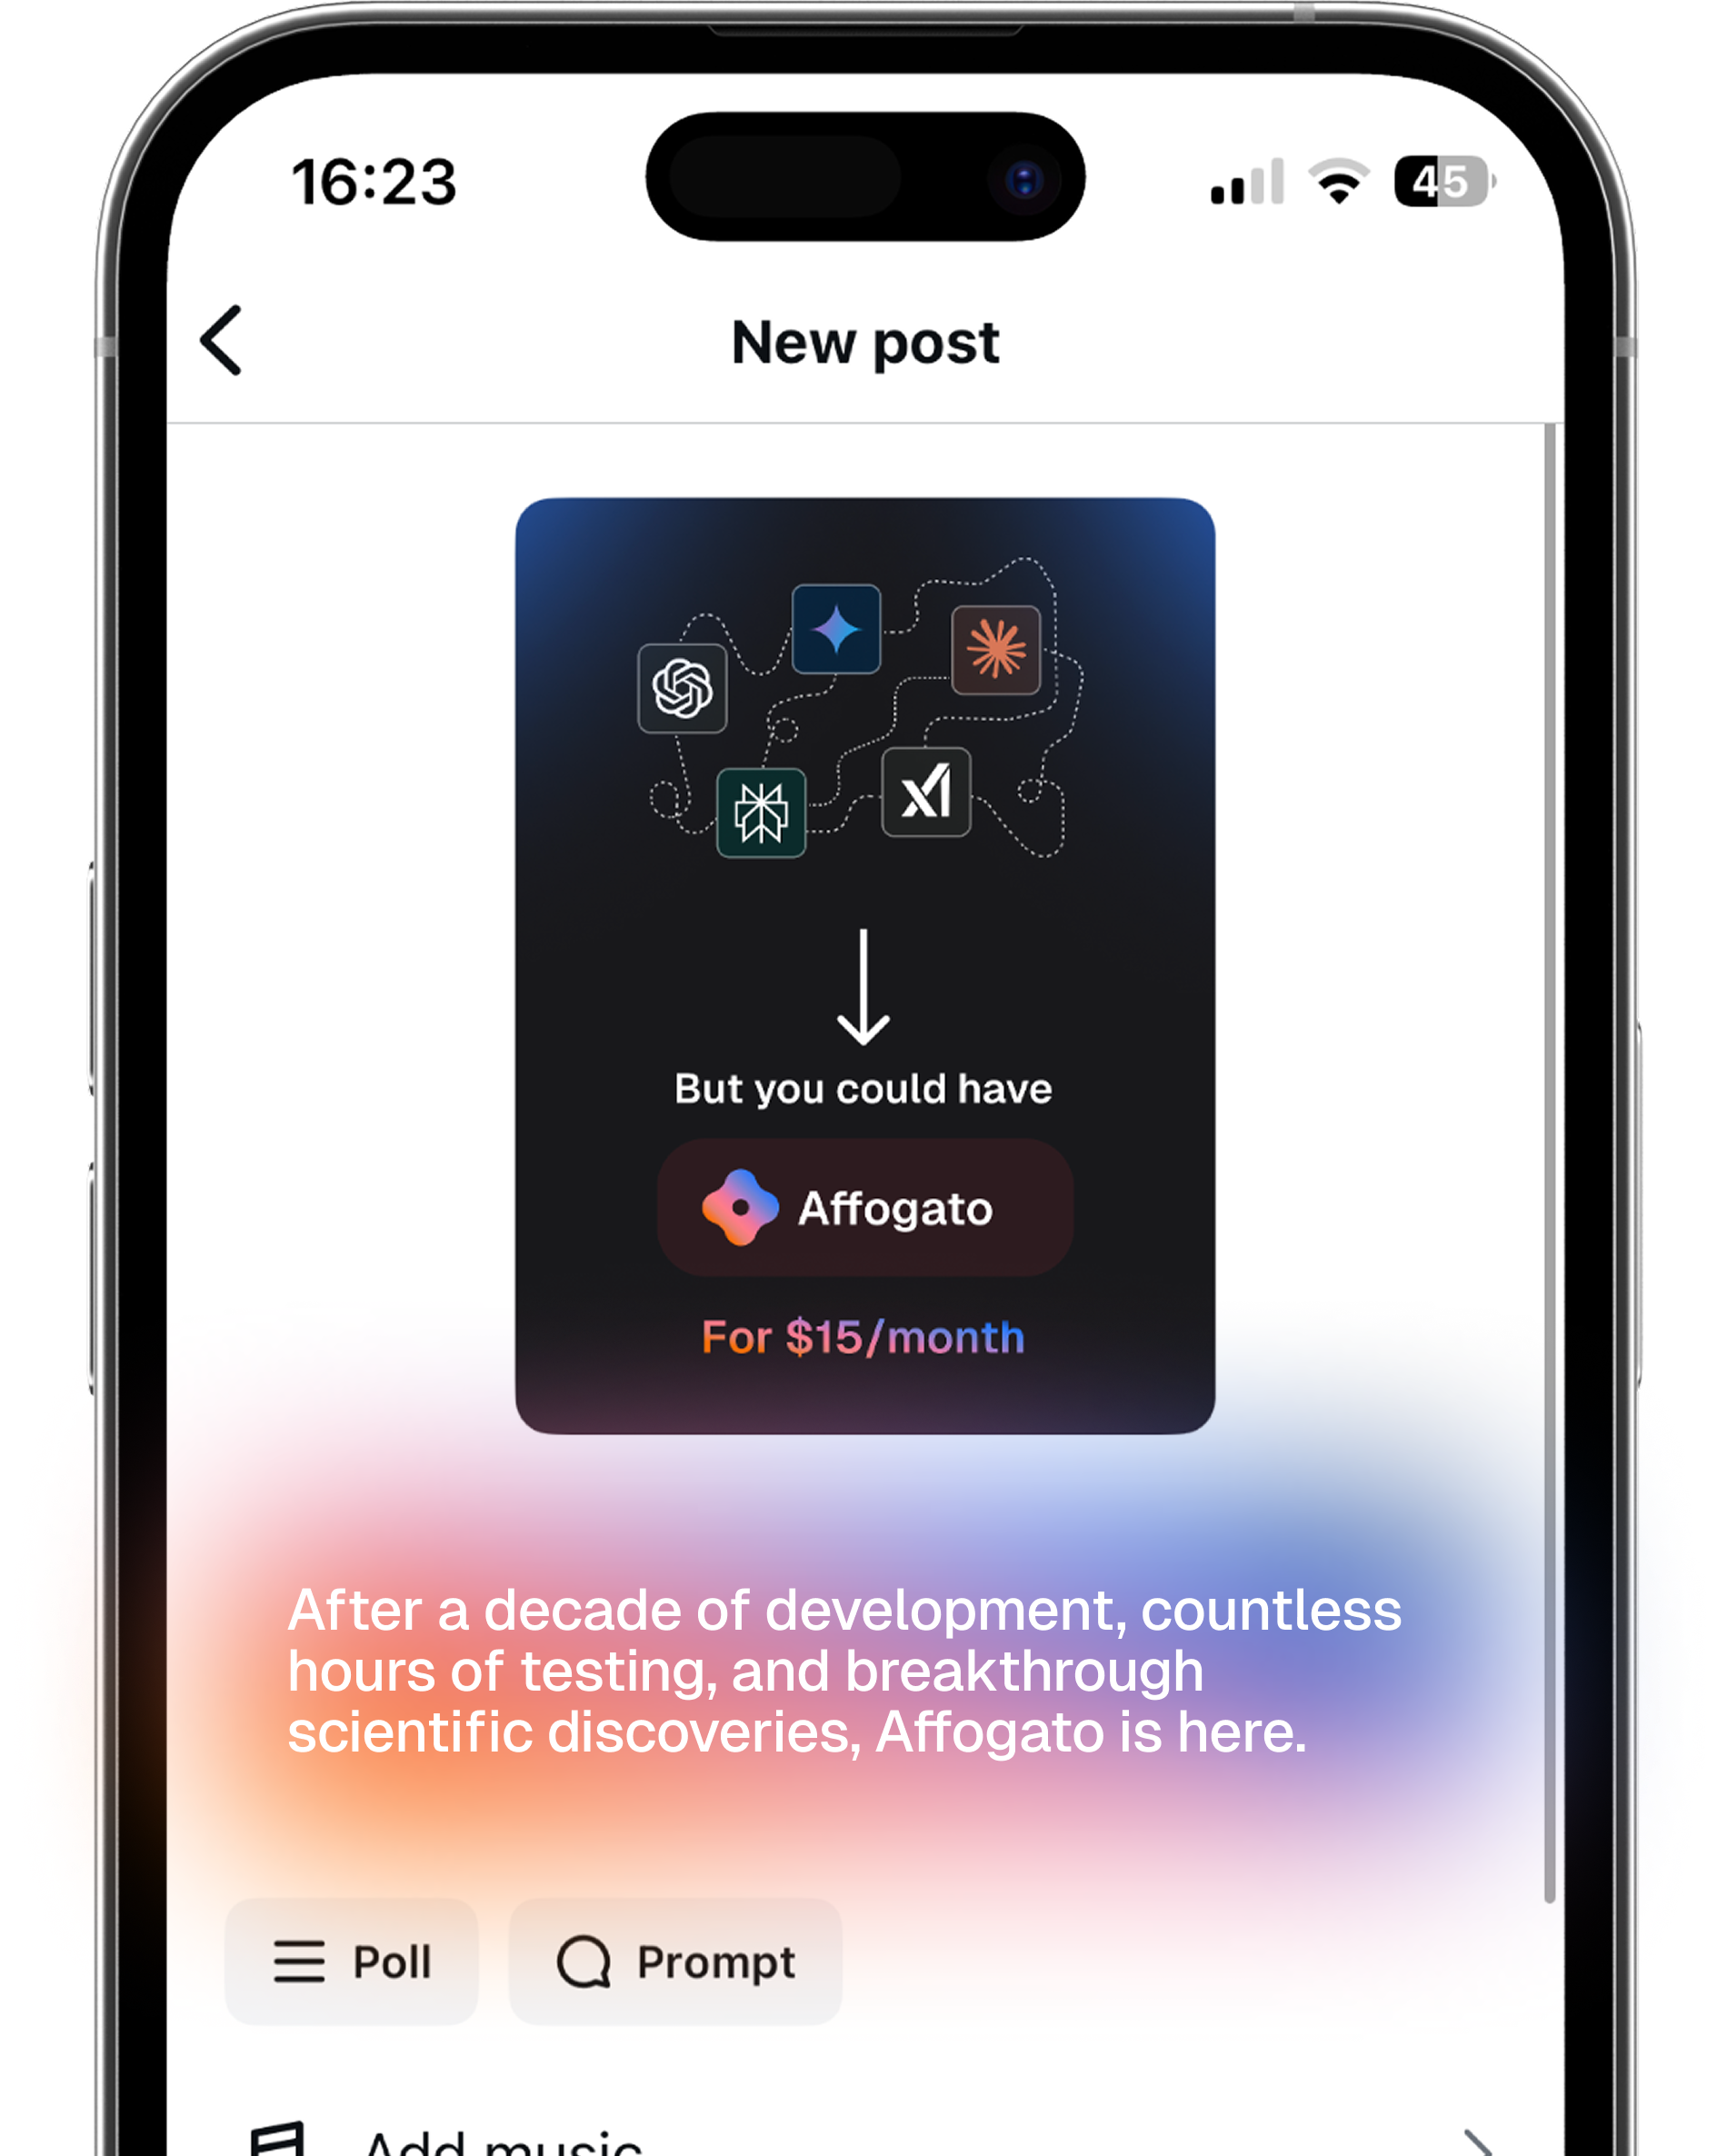 16:23
45
New post
But you could have
Affogato
For $15/month
After a decade of development, countless
hours of testing, and breakthrough
scientific discoveries, Affogato is here.
Poll
Prompt
Add music